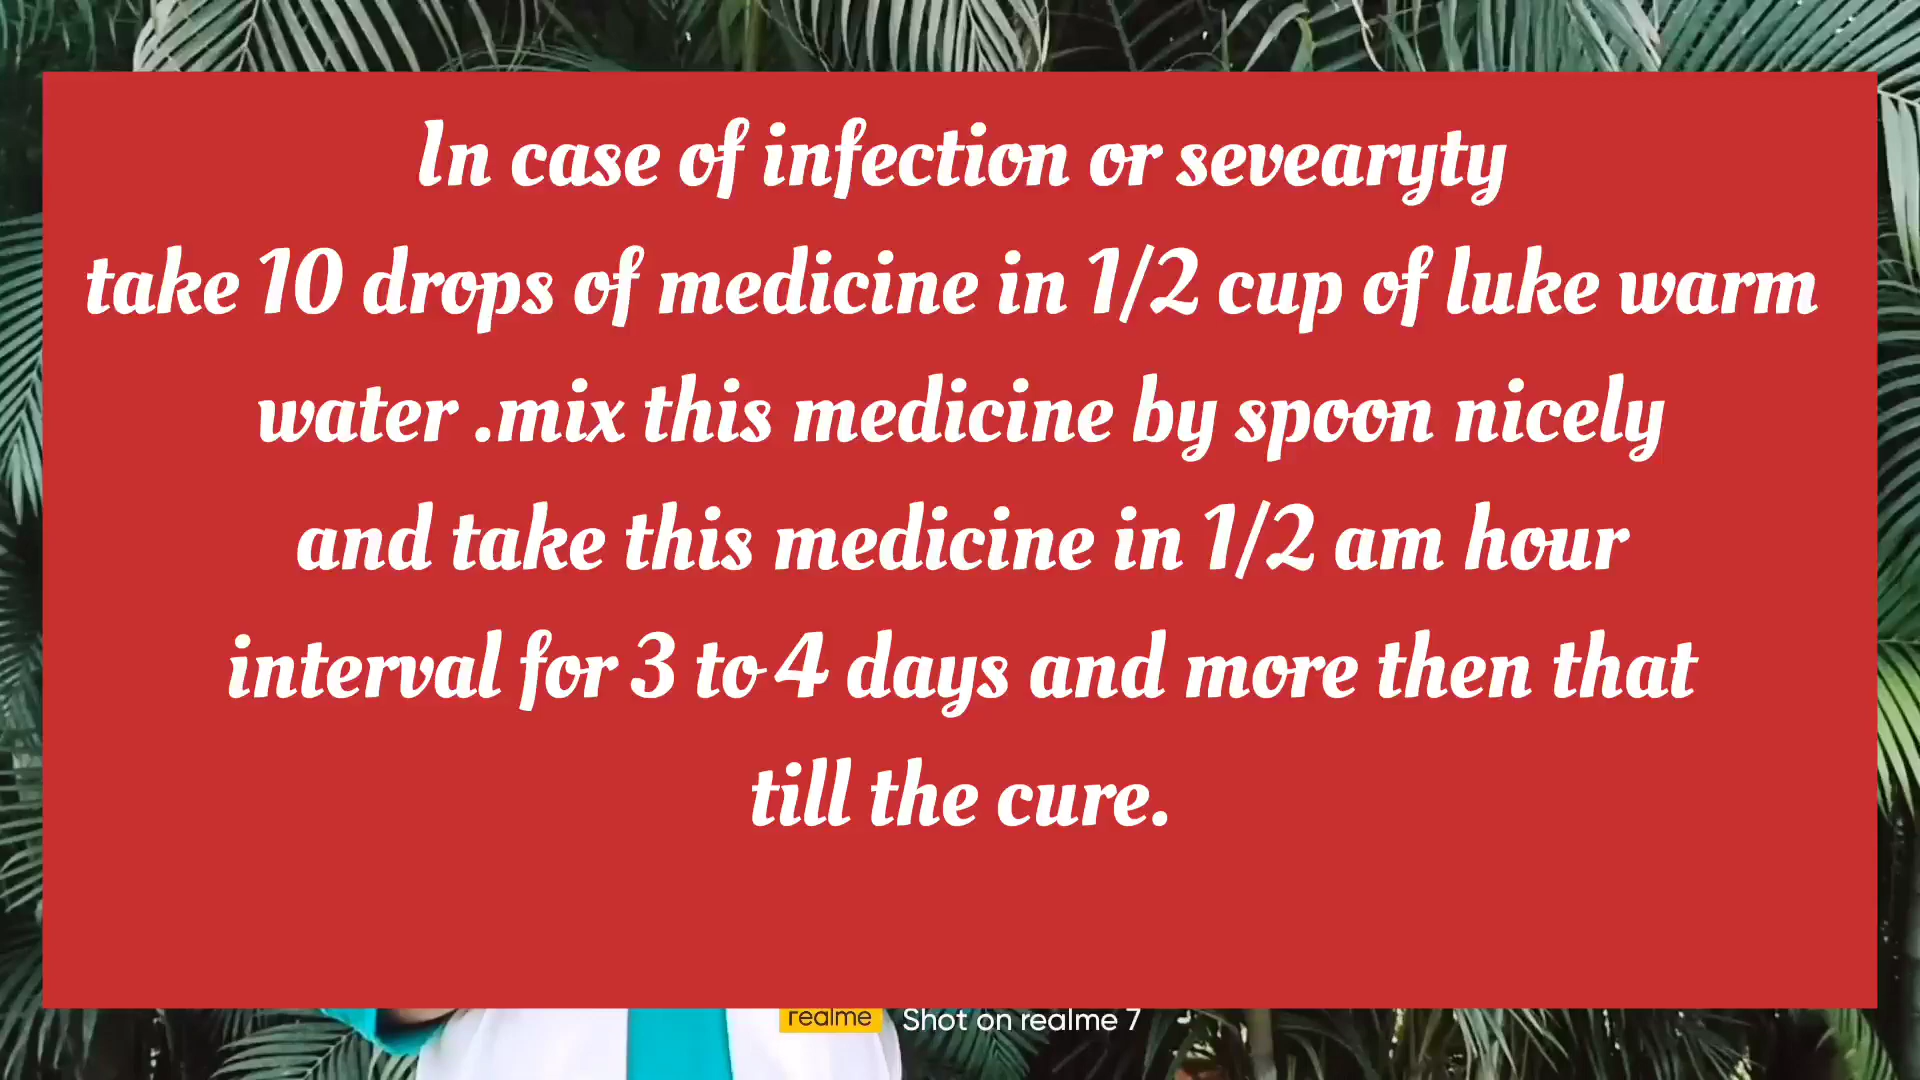 In case of infection or sevearyty
take 10 drops of medicine in 1/2 cup of luke warm
water .mix this medicine by spoon nicely
and take this medicine in 1/2 am hour
interval for 3 to 4 days and more then that
till the cure.
realme Shot on realme 7